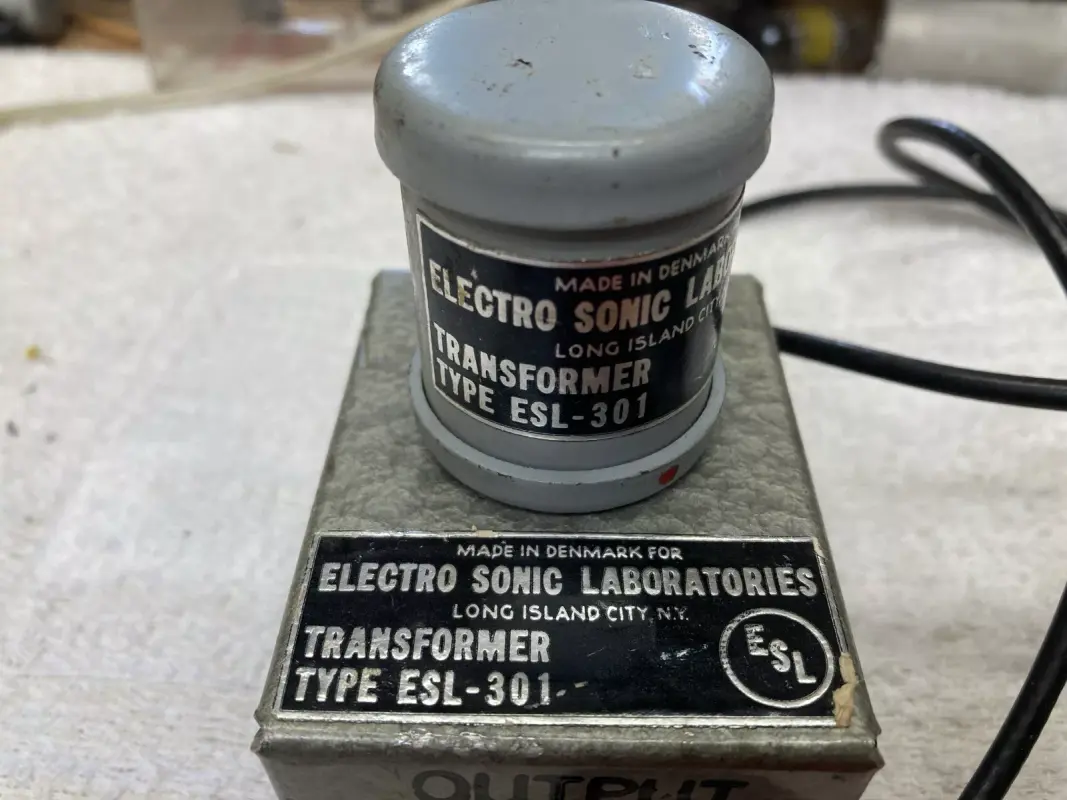 MADE IN DENMARK
ELECTRO SONIC
LONG ISLAND CITY
TRANSFORMER
TYPE ESL-301
MADE IN DENMARK FOR
ELECTRO SONIC LABORATORIES
LONG ISLAND CITY, N.Y.
TRANSFORMER
TYPE ESL-301
ESL
OUTPUT